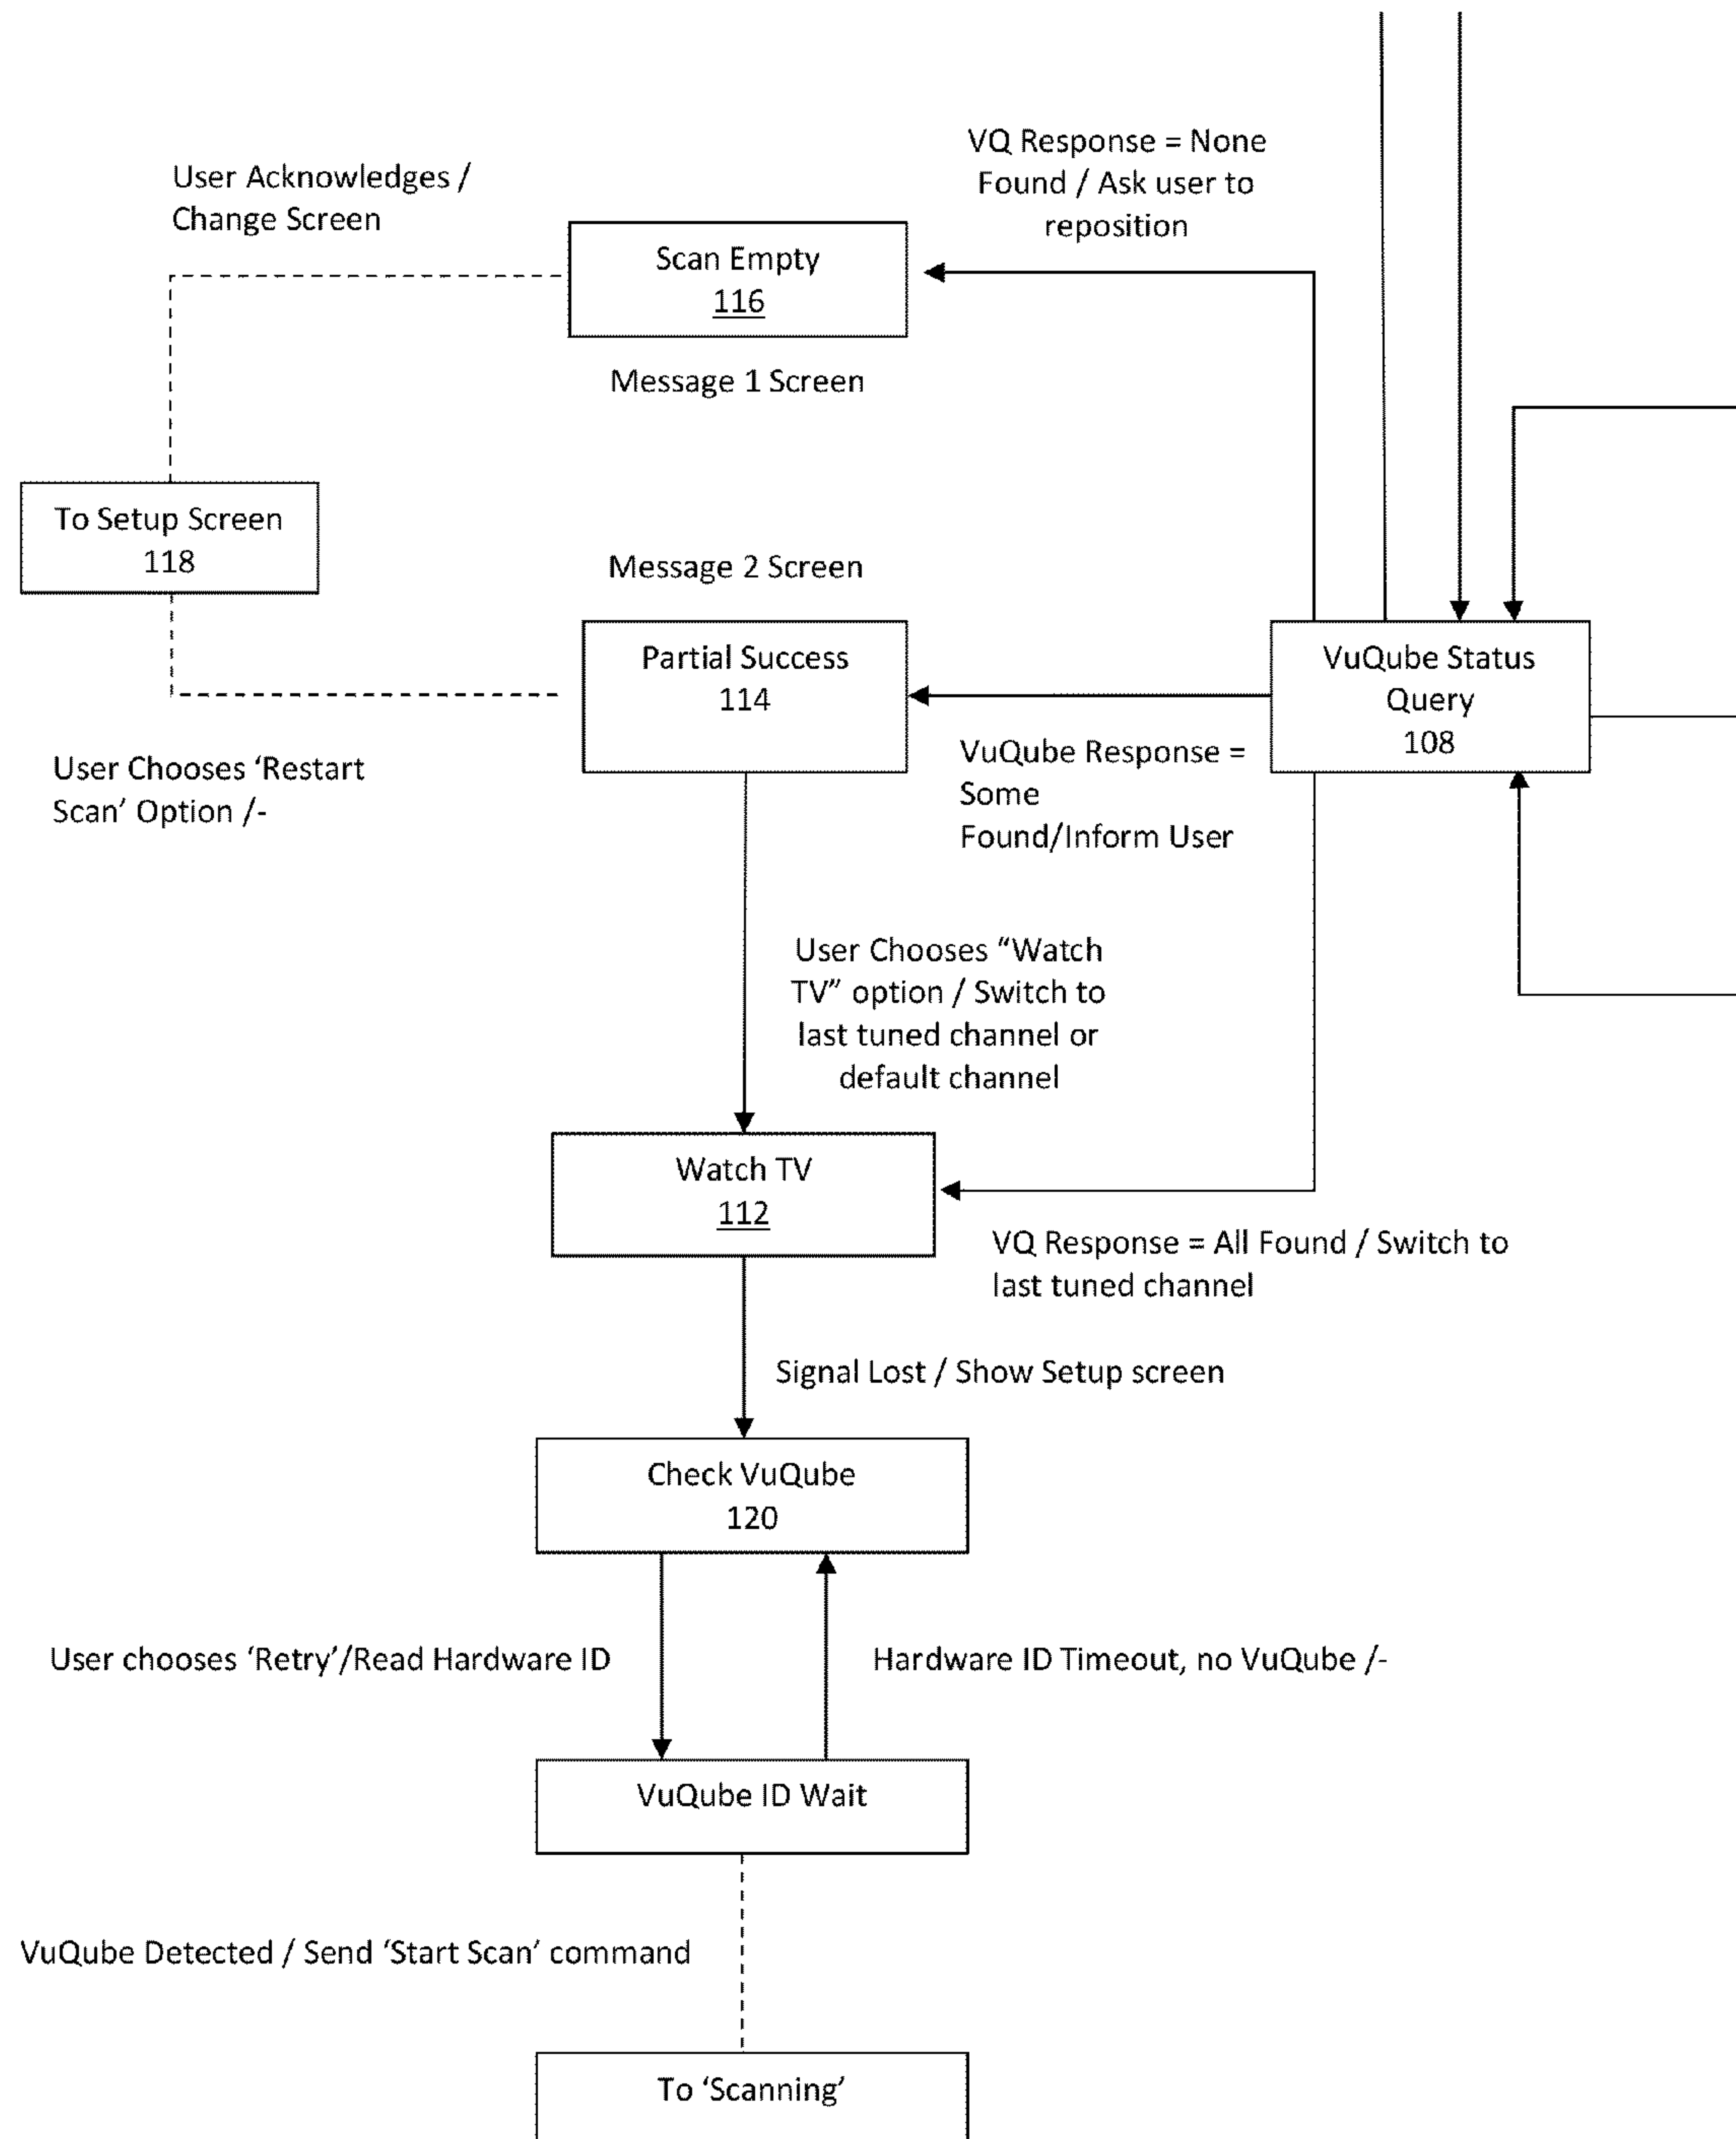 VQ Response = None
Found / Ask user to
reposition
User Acknowledges /
Change Screen
Scan Empty
116
Message 1 Screen
To Setup Screen
118
Message 2 Screen
Partial Success
114
VuQube Status
Query
108
VuQube Response =
Some
Found/Inform User
User Chooses ‘Restart
Scan’ Option /-
User Chooses “Watch
TV” option / Switch to
last tuned channel or
default channel
Watch TV
112
VQ Response = All Found / Switch to
last tuned channel
Signal Lost / Show Setup screen
Check VuQube
120
User chooses ‘Retry’/Read Hardware ID
Hardware ID Timeout, no VuQube /-
VuQube ID Wait
VuQube Detected / Send ‘Start Scan’ command
To ‘Scanning’